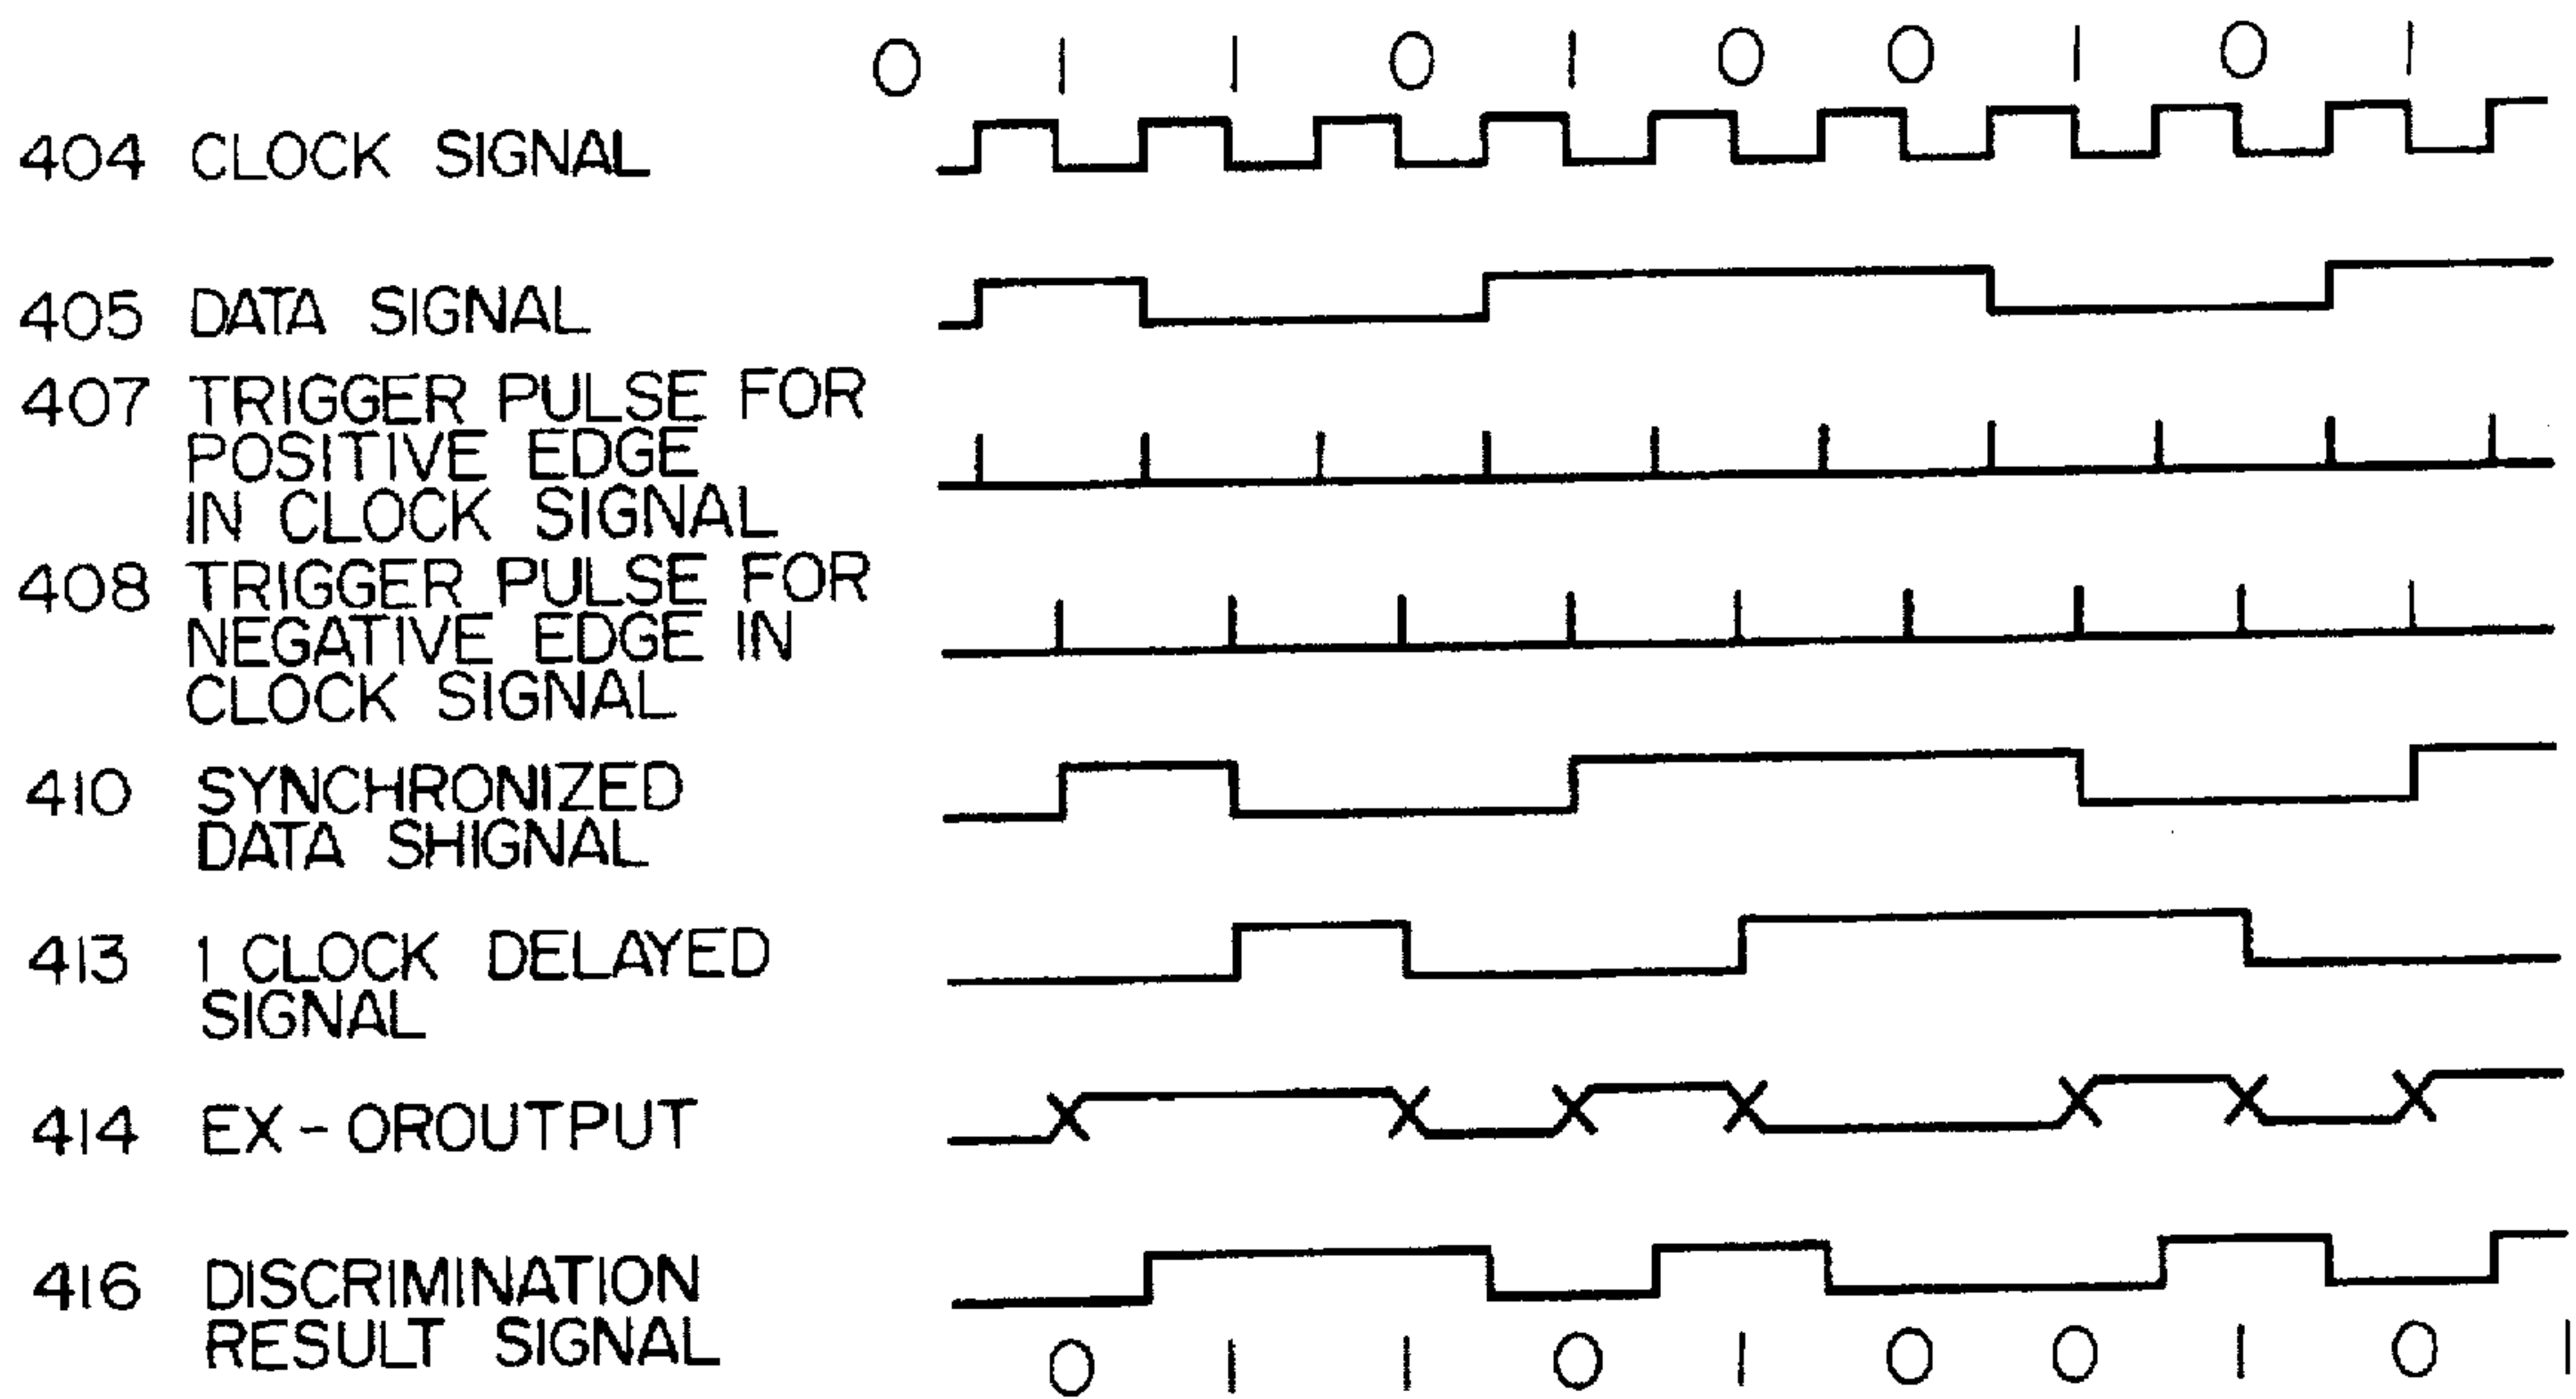 0 1 1 0 1 0 0 1 0 1
404 CLOCK SIGNAL
405 DATA SIGNAL
407 TRIGGER PULSE FOR
POSITIVE EDGE
IN CLOCK SIGNAL
408 TRIGGER PULSE FOR
NEGATIVE EDGE IN
CLOCK SIGNAL
410 SYNCHRONIZED
DATA SHIGNAL
413 1 CLOCK DELAYED
SIGNAL
414 EX-OROUTPUT
416 DISCRIMINATION
RESULT SIGNAL
0 1 1 0 1 0 0 1 0 1